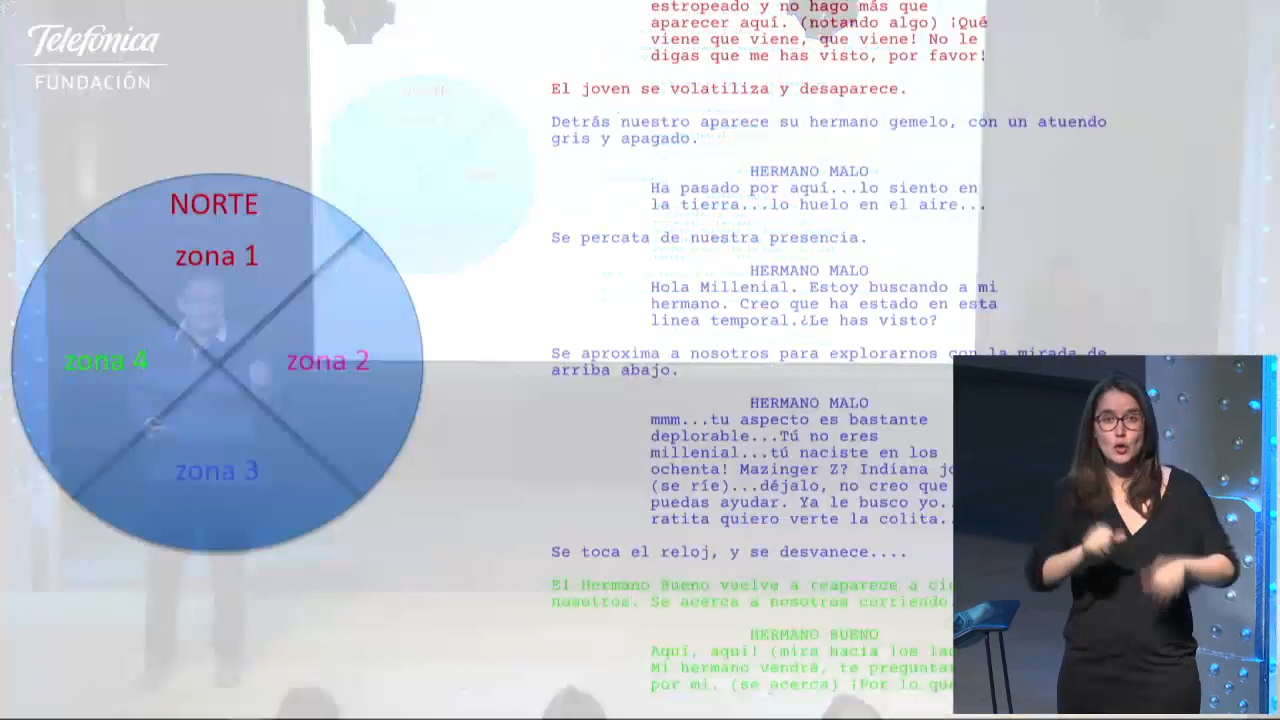 Telefónica
FUNDACIÓN
NORTE
zona 1
zona 4
zona 2
zona 3
estropeado y no hago más que
aparecer aquí. (notando algo) ¡Qué
viene que viene, que viene! No le
digas que me has visto, por favor!
El joven se volatiliza y desaparece.
Detrás nuestro aparece su hermano gemelo, con un atuendo
gris y apagado.
HERMANO MALO
Ha pasado por aquí...lo siento en
la tierra...lo huelo en el aire...
Se percata de nuestra presencia.
HERMANO MALO
Hola Millenial. Estoy buscando a mi
hermano. Creo que ha estado en esta
linea temporal.¿Le has visto?
Se aproxima a nosotros para explorarnos con la mirada de
arriba abajo.
HERMANO MALO
mmm...tu aspecto es bastante
deplorable...Tú no eres
millenial...tú naciste en los
ochenta! Mazinger Z? Indiana jo
(se ríe)...déjalo, no creo que
puedas ayudar. Ya le busco yo..
ratita quiero verte la colita..
Se toca el reloj, y se desvanece....
El Hermano Bueno vuelve a reaparece a
nosotros. Se acerca a nosotros corriendo.
HERMANO BUENO
Aquí, aquí! (mira hacia los
Mi hermano vendrá, te
por mi. (se acerca) ¡Por lo que